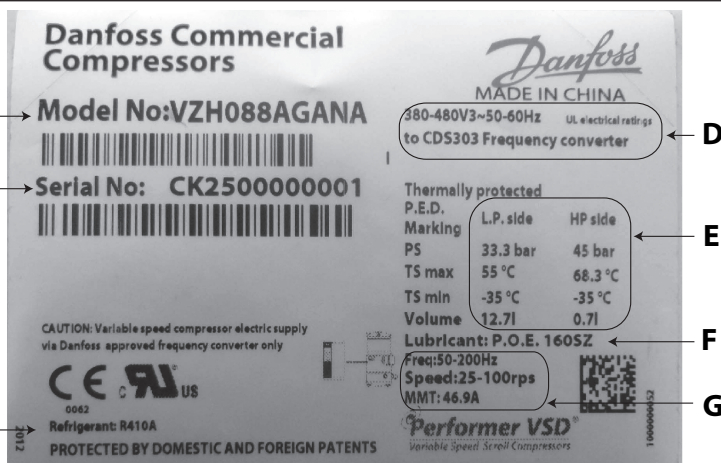 Danfoss Commercial
Compressors
Model No:VZH088AGANA
Serial No: CK2500000001
CAUTION: Variable speed compressor electric supply
via Danfoss approved frequency converter only
CE cRUus
0062
Refrigerant: R410A
2012
PROTECTED BY DOMESTIC AND FOREIGN PATENTS
Danfoss
MADE IN CHINA
380-480V3~50-60Hz UL electrical ratings
to CDS303 Frequency converter
D
Thermally protected
P.E.D. Marking L.P. side HP side
PS 33.3 bar 45 bar
TS max 55 °C 68.3 °C
TS min -35 °C -35 °C
Volume 12.7l 0.7l
E
Lubricant: P.O.E. 160SZ
F
Freq:50-200Hz
Speed:25-100rps
MMT: 46.9A
G
Performer VSD®
Variable Speed Scroll Compressors
1000000052